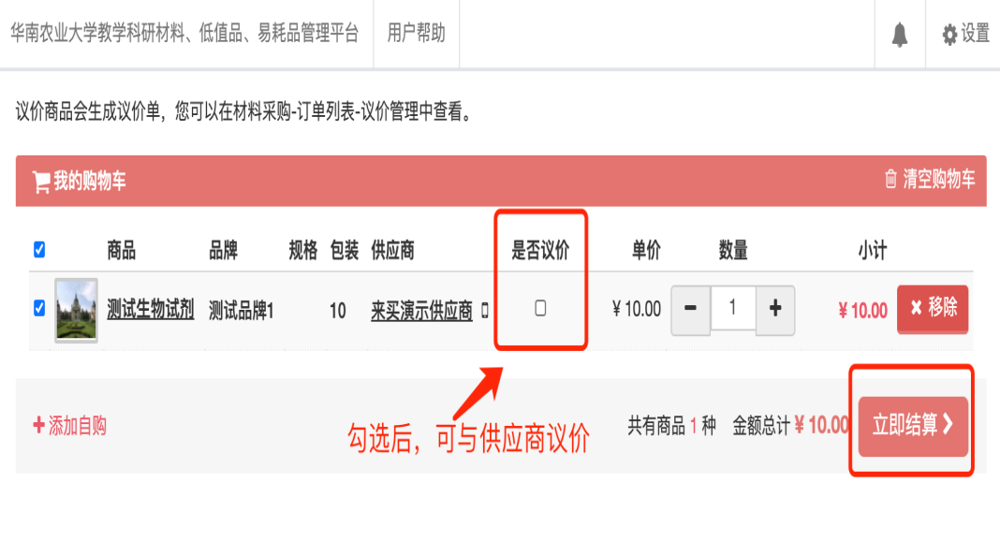 华南农业大学教学科研材料、低值品、易耗品管理平台 用户帮助 设置
议价商品会生成议价单，您可以在材料采购-订单列表-议价管理中查看。
我的购物车 清空购物车
商品 品牌 规格 包装 供应商 是否议价 单价 数量 小计
测试生物试剂 测试品牌1 10 来买演示供应商 ¥ 10.00 1 ¥ 10.00 移除
添加自购 共有商品 1 种 金额总计 ¥ 10.00 立即结算
勾选后，可与供应商议价